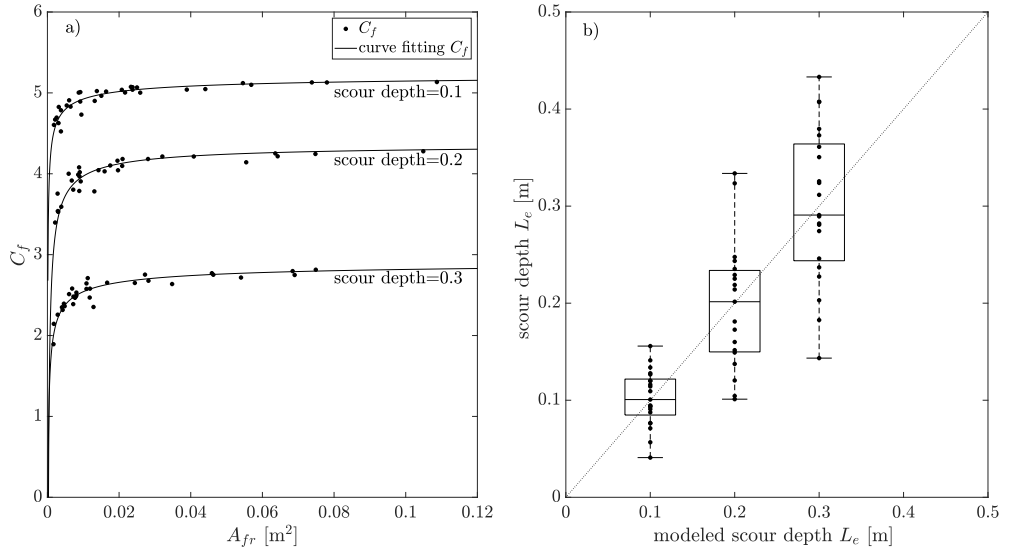 a)
C_f
curve fitting C_f
scour depth=0.1
scour depth=0.2
scour depth=0.3
6
5
4
3
2
1
0
C_f
0 0.02 0.04 0.06 0.08 0.1 0.12
A_{fr} [m²]
b)
0.5
0.4
0.3
0.2
0.1
0
scour depth L_e [m]
0 0.1 0.2 0.3 0.4 0.5
modeled scour depth L_e [m]